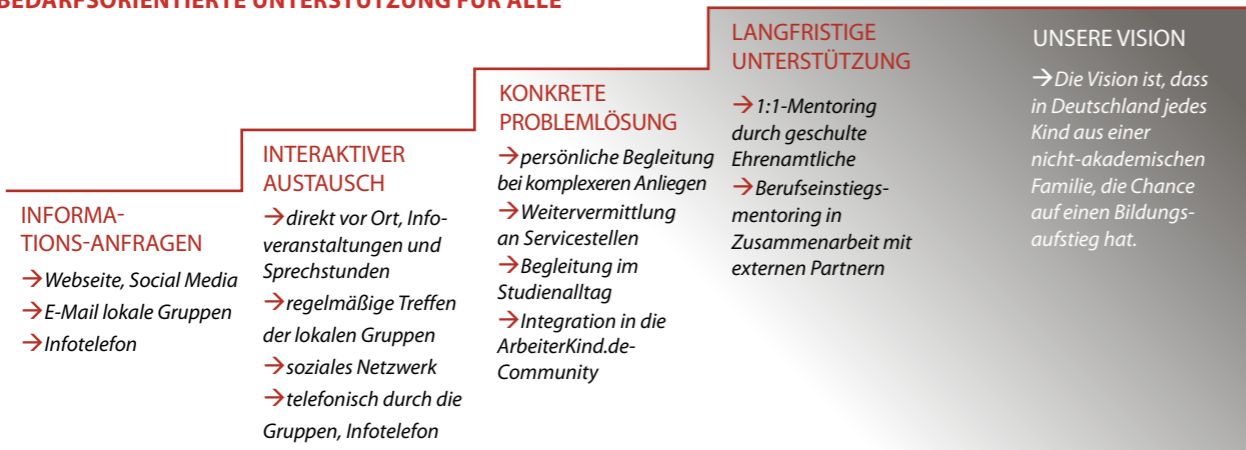 BEDARFSORIENTIERTE UNTERSTÜTZUNG FÜR ALLE
INFORMA-
TIONS-ANFRAGEN
→ Webseite, Social Media
→ E-Mail lokale Gruppen
→ Infotelefon
INTERAKTIVER
AUSTAUSCH
→ direkt vor Ort, Info-
veranstaltungen und
Sprechstunden
→ regelmäßige Treffen
der lokalen Gruppen
→ soziales Netzwerk
→ telefonisch durch die
Gruppen, Infotelefon
KONKRETE
PROBLEMLÖSUNG
→ persönliche Begleitung
bei komplexeren Anliegen
→ Weitervermittlung
an Servicestellen
→ Begleitung im
Studienalltag
→ Integration in die
ArbeiterKind.de-
Community
LANGFRISTIGE
UNTERSTÜTZUNG
→ 1:1-Mentoring
durch geschulte
Ehrenamtliche
→ Berufseinstiegs-
mentoring in
Zusammenarbeit mit
externen Partnern
UNSERE VISION
→ Die Vision ist, dass
in Deutschland jedes
Kind aus einer
nicht-akademischen
Familie, die Chance
auf einen Bildungs-
aufstieg hat.